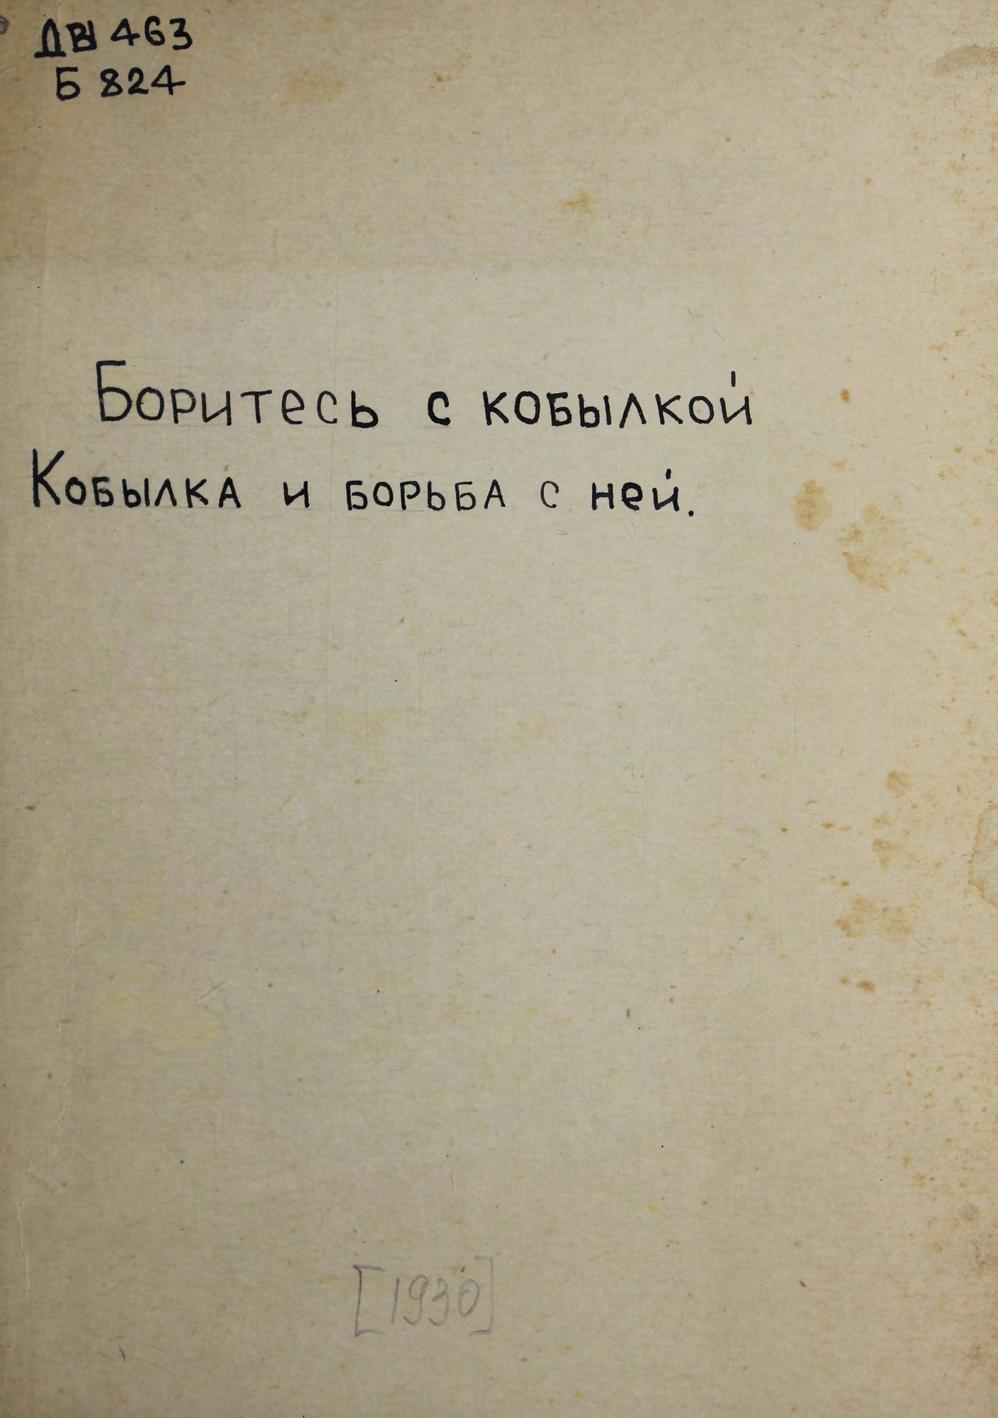 ДВ 463
Б 824
Боритесь с кобылкой
Кобылка и борьба с ней.
[1930]